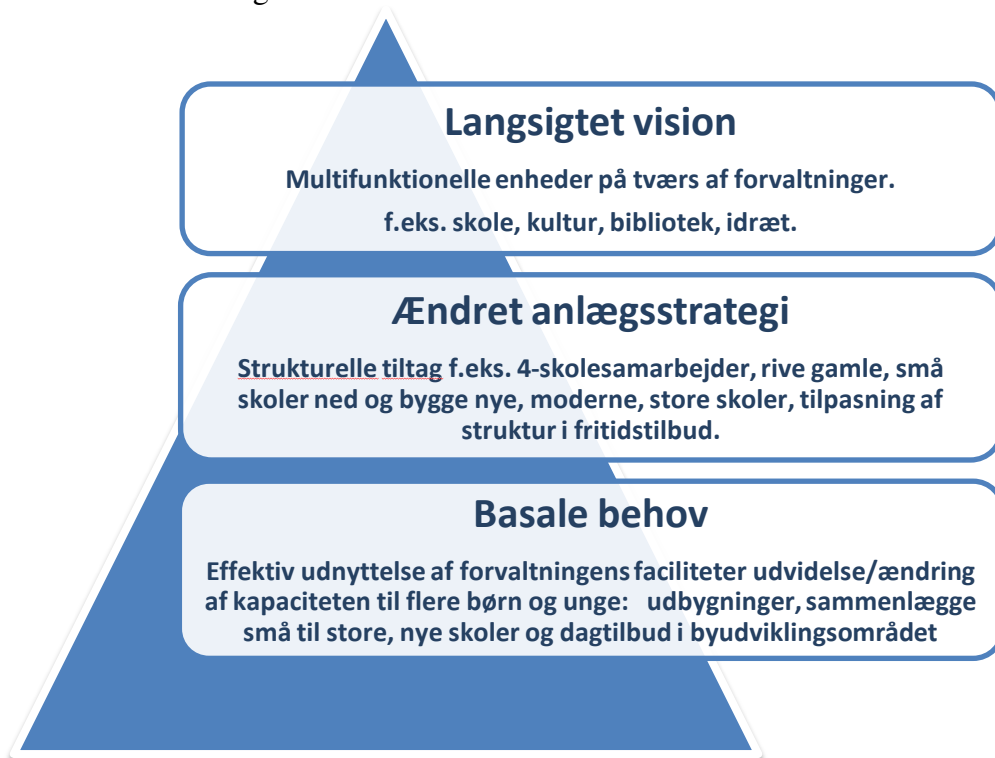 Langsigtet vision
Multifunktionelle enheder på tværs af forvaltninger.
f.eks. skole, kultur, bibliotek, idræt.
Ændret anlægsstrategi
Strukturelle tiltag f.eks. 4-skolesamarbejder, rive gamle, små
skoler ned og bygge nye, moderne, store skoler, tilpasning af
struktur i fritidstilbud.
Basale behov
Effektiv udnyttelse af forvaltningens faciliteter udvidelse/ændring
af kapaciteten til flere børn og unge: udbygninger, sammenlægge
små til store, nye skoler og dagtilbud i byudviklingsområdet